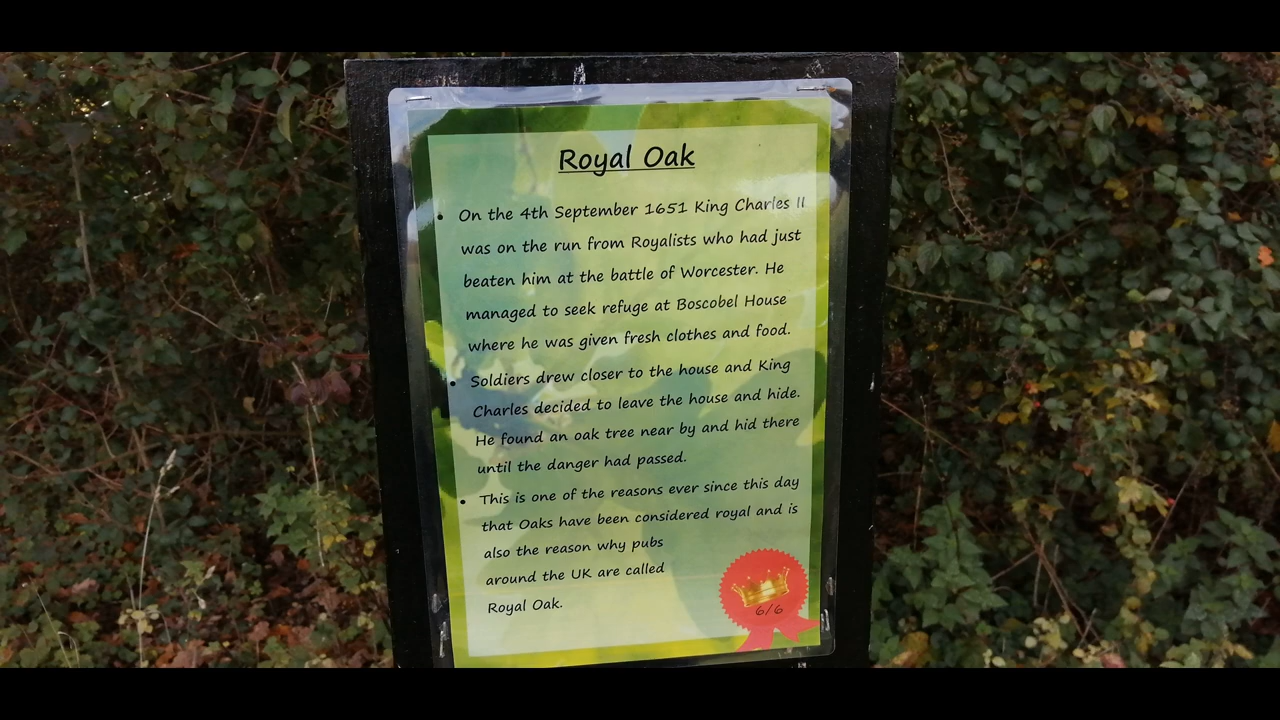 Royal Oak
• On the 4th September 1651 King Charles II
was on the run from Royalists who had just
beaten him at the battle of Worcester. He
managed to seek refuge at Boscobel House
where he was given fresh clothes and food.
• Soldiers drew closer to the house and King
Charles decided to leave the house and hide.
He found an oak tree near by and hid there
until the danger had passed.
• This is one of the reasons ever since this day
that Oaks have been considered royal and is
also the reason why pubs
around the UK are called
Royal Oak.
6/6